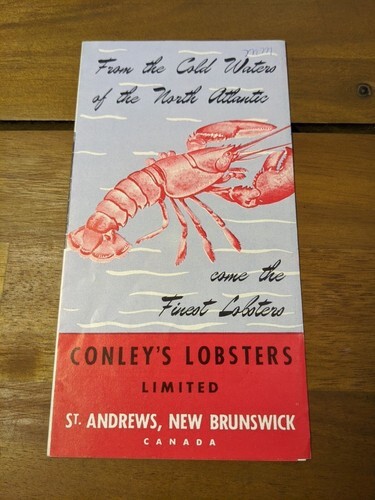 From the Cold Waters
of the North Atlantic
come the
Finest Lobsters
CONLEY'S LOBSTERS
LIMITED
ST. ANDREWS, NEW BRUNSWICK
CANADA